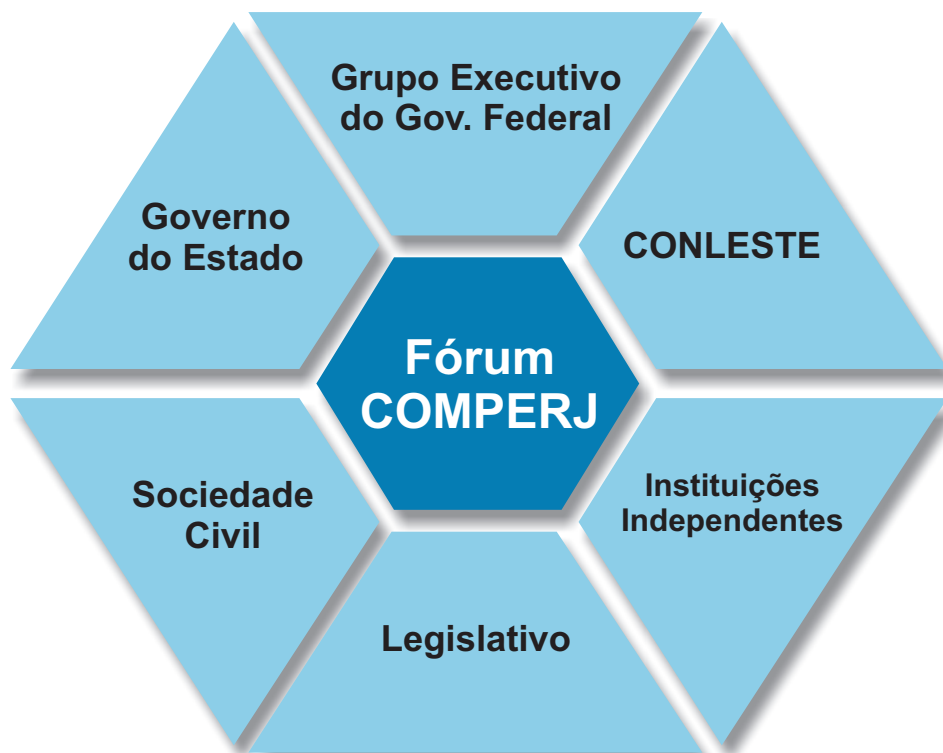 Grupo Executivo
do Gov. Federal
Governo
do Estado
CONLESTE
Fórum
COMPERJ
Sociedade
Civil
Instituições
Independentes
Legislativo